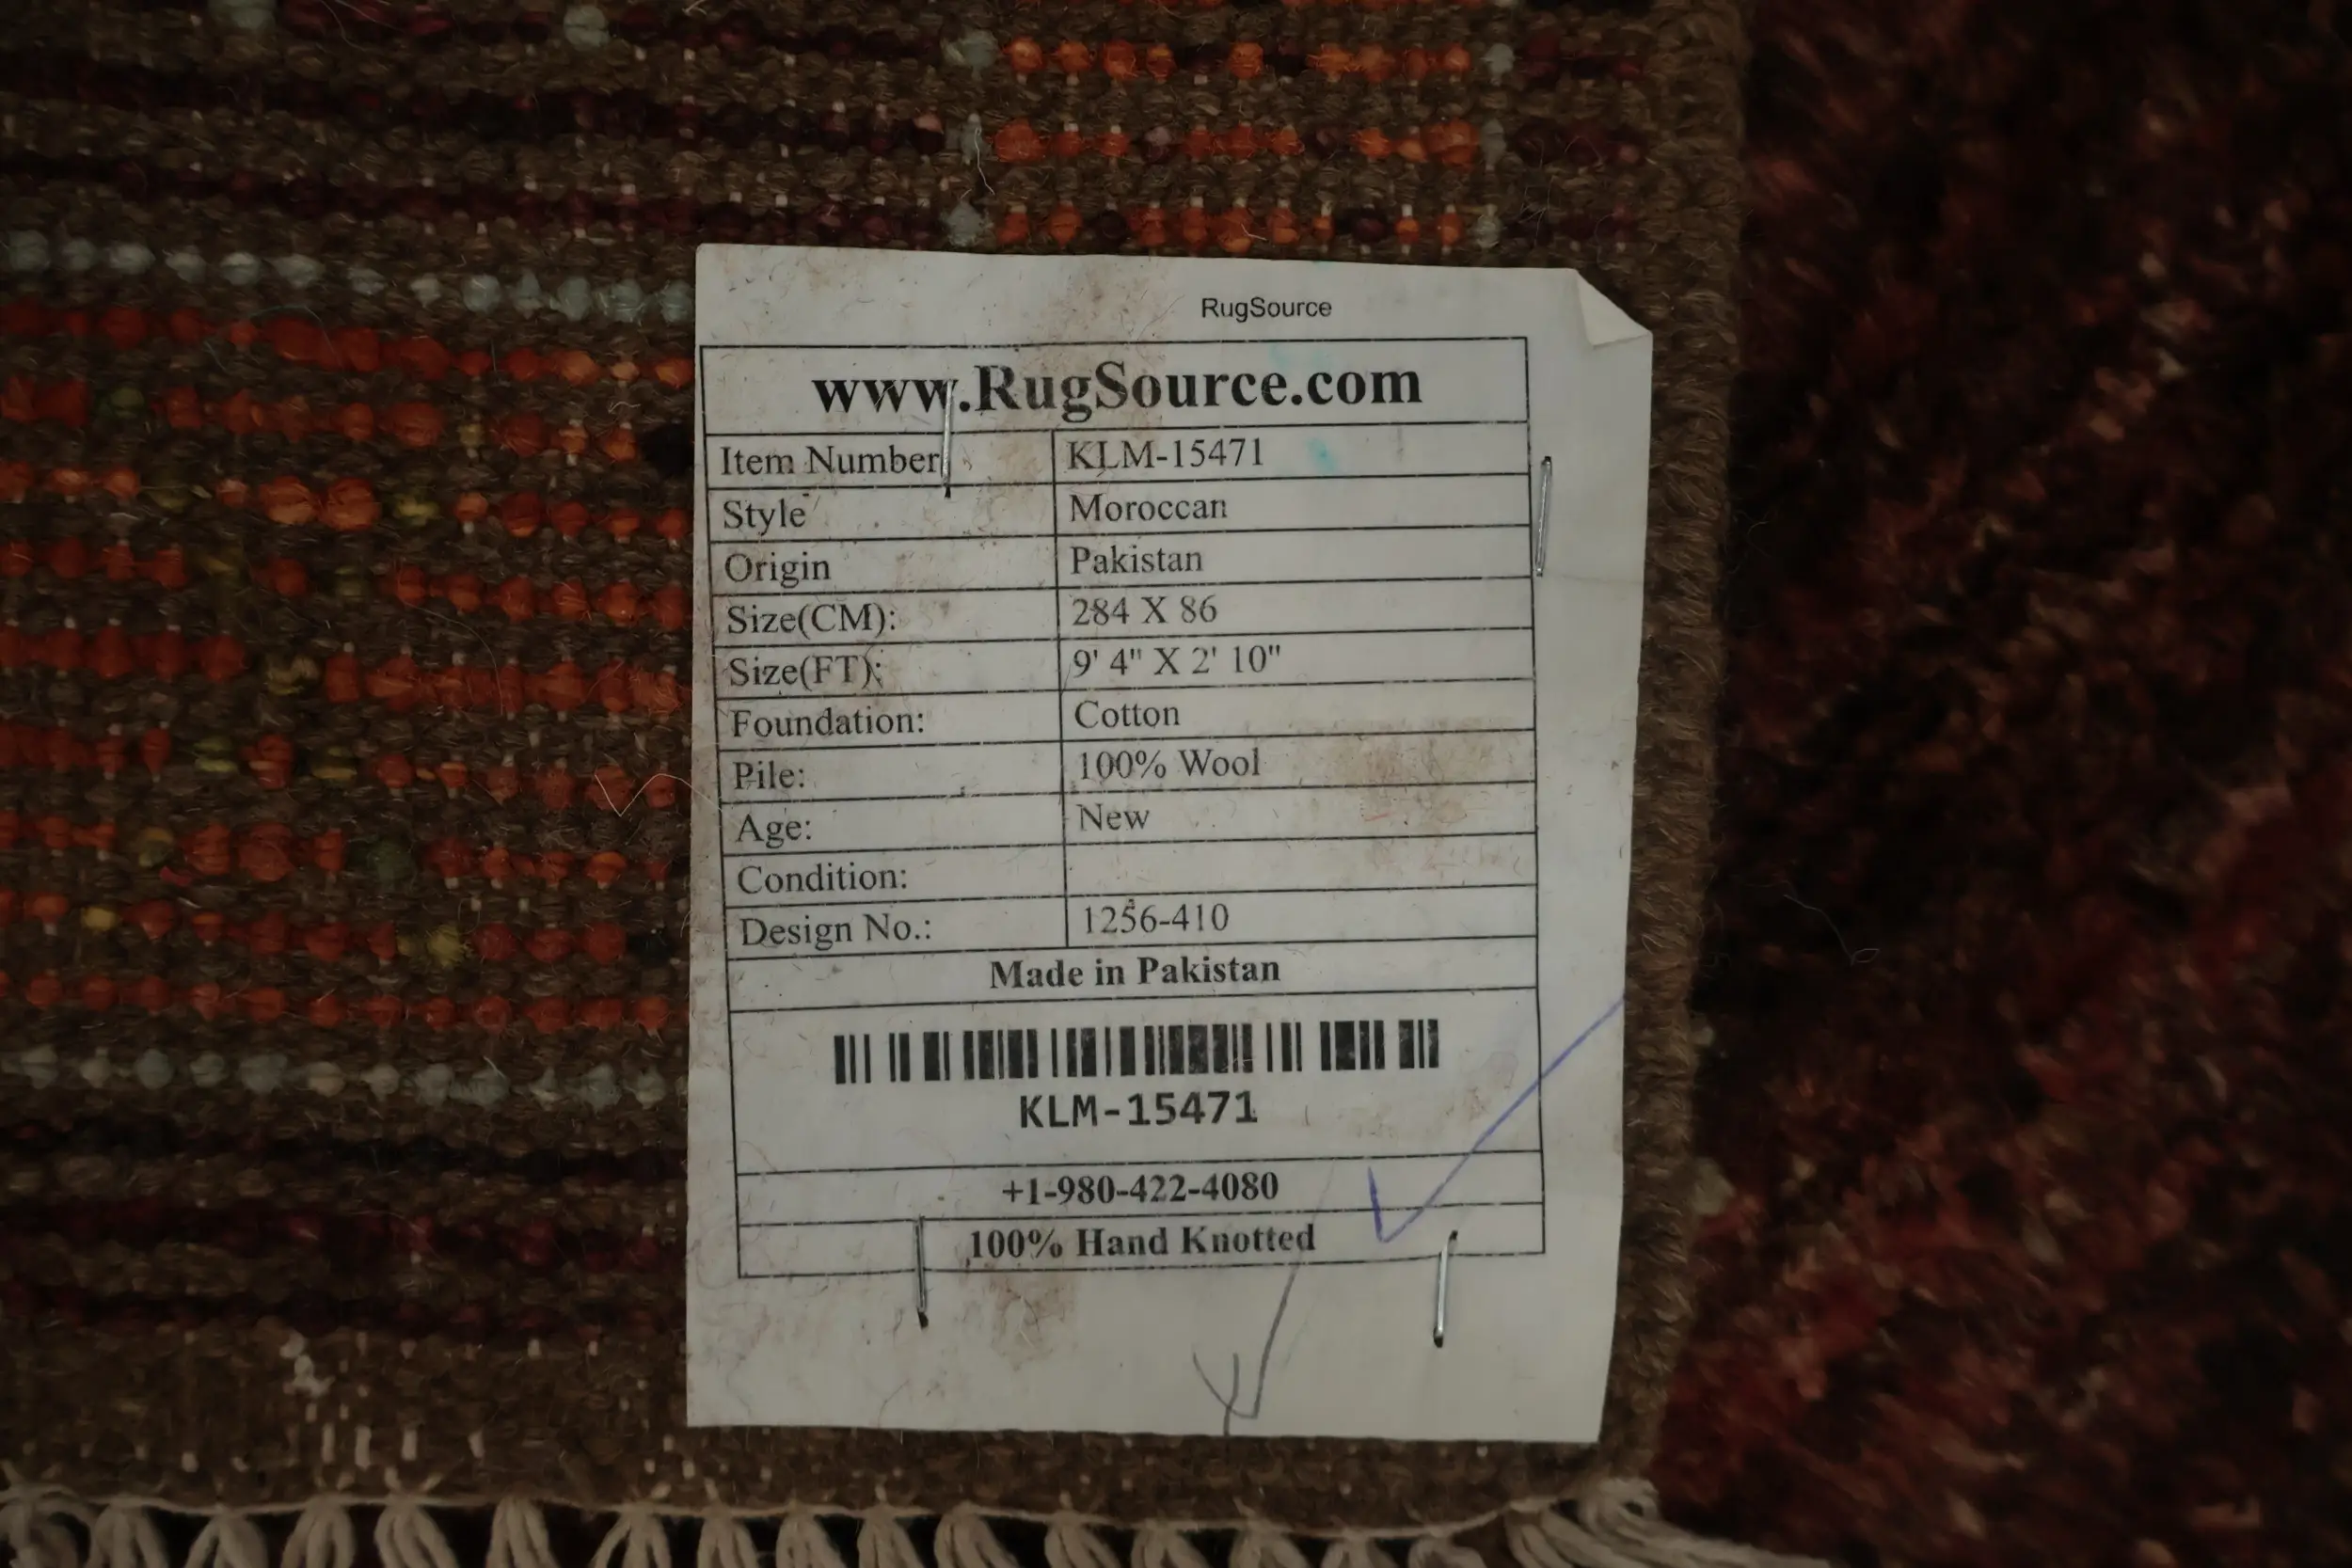 RugSource
www.RugSource.com
Item Number KLM-15471
Style Moroccan
Origin Pakistan
Size(CM): 284 X 86
Size(FT): 9' 4" X 2' 10"
Foundation: Cotton
Pile: 100% Wool
Age: New
Condition:
Design No.: 1256-410
Made in Pakistan
KLM-15471
+1-980-422-4080
100% Hand Knotted